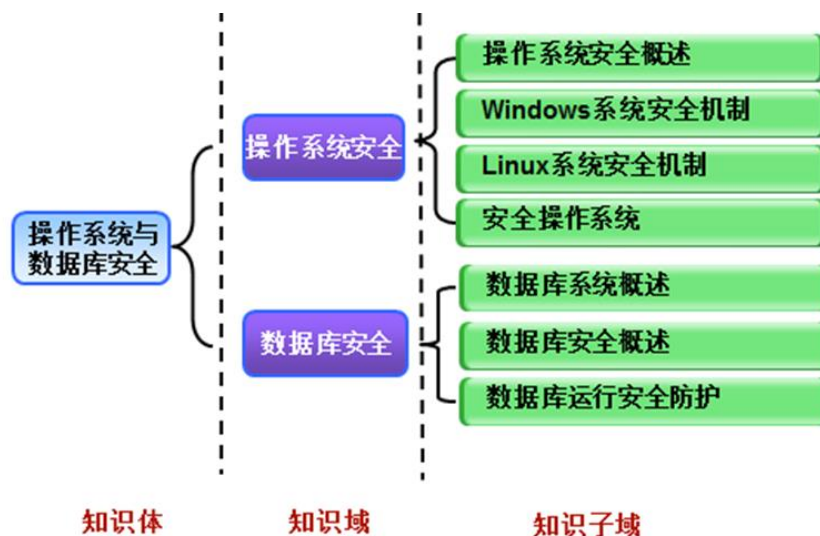 操作系统安全概述
Windows系统安全机制
操作系统安全
Linux系统安全机制
安全操作系统
操作系统与
数据库安全
数据库系统概述
数据库安全
数据库安全概述
数据库运行安全防护
知识体
知识域
知识子域